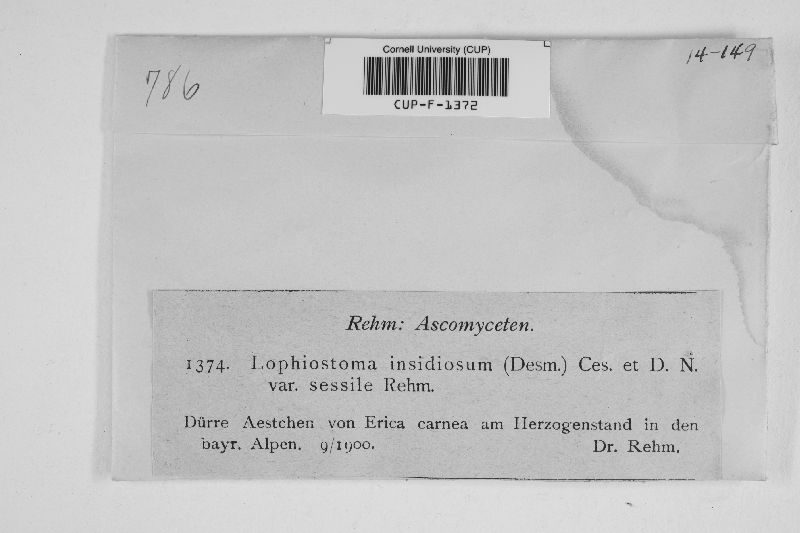 Cornell University (CUP)
CUP-F-1372
14-149
786
Rehm: Ascomyceten.
1374. Lophiostoma insidiosum (Desm.) Ces. et D. N.
var. sessile Rehm.
Dürre Aestchen von Erica carnea am Herzogenstand in den
bayr. Alpen. 9/1900. Dr. Rehm.